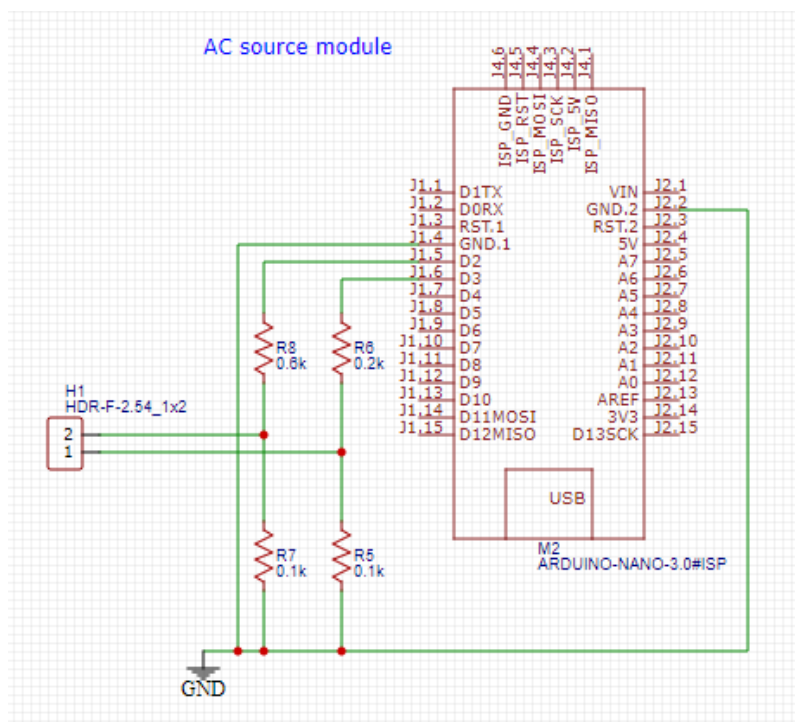 AC source module
J4.6
J4.5
J4.4
J4.3
J4.2
J4.1
ISP_GND
ISP_RST
ISP_MOSI
ISP_SCK
ISP_5V
ISP_MISO
J1.1 D1TX VIN J2.1
J1.2 D0RX GND.2 J2.2
J1.3 RST.1 RST.2 J2.3
J1.4 GND.1 5V J2.4
J1.5 D2 A7 J2.5
J1.6 D3 A6 J2.6
J1.7 D4 A5 J2.7
J1.8 D5 A4 J2.8
J1.9 D6 A3 J2.9
J1.10 D7 A2 J2.10
J1.11 D8 A1 J2.11
J1.12 D9 A0 J2.12
J1.13 D10 AREF J2.13
J1.14 D11MOSI 3V3 J2.14
J1.15 D12MISO D13SCK J2.15
R8
0.6k
R6
0.2k
H1
HDR-F-2.54_1x2
2
1
USB
R7
0.1k
R5
0.1k
M2
ARDUINO-NANO-3.0#ISP
GND